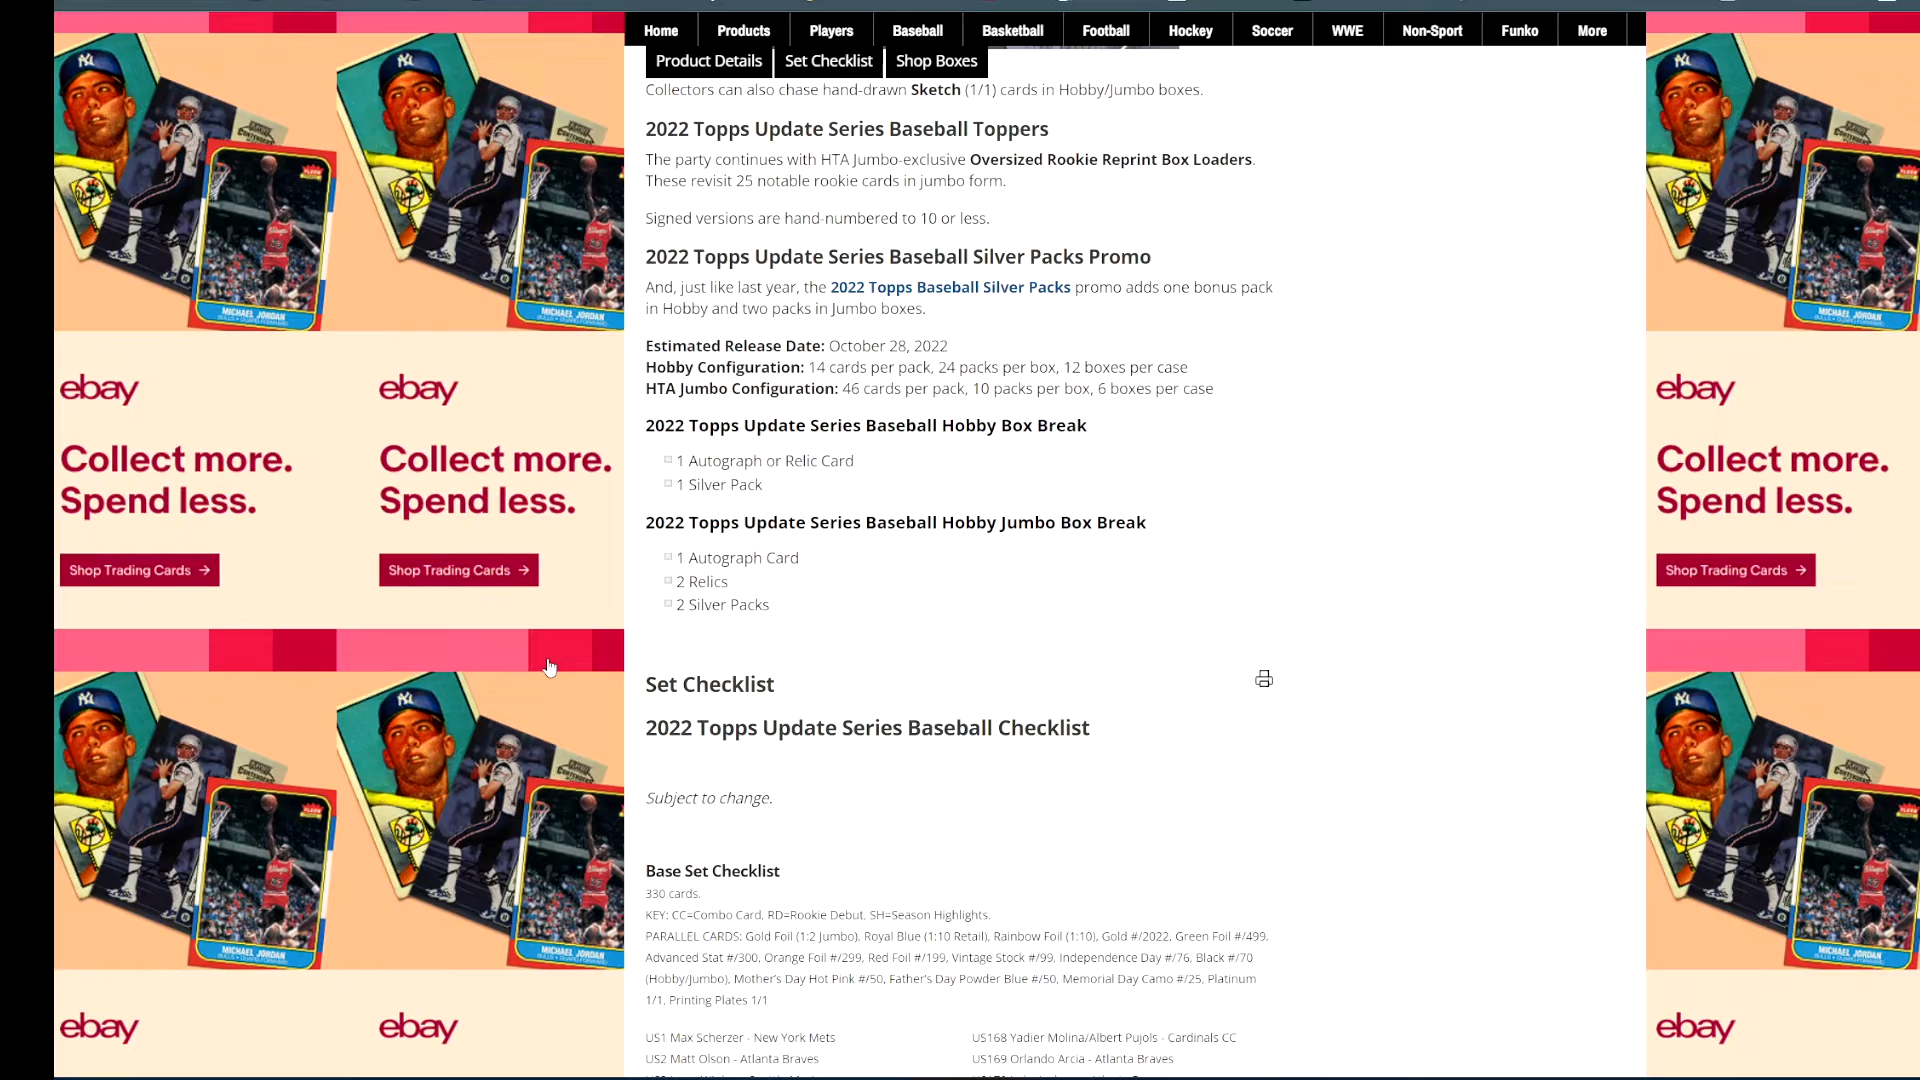 Home Products Players Baseball Basketball Football Hockey Soccer WWE Non-Sport Funko More
Product Details Set Checklist Shop Boxes
Collectors can also chase hand-drawn Sketch (1/1) cards in Hobby/Jumbo boxes.
2022 Topps Update Series Baseball Toppers
The party continues with HTA Jumbo-exclusive Oversized Rookie Reprint Box Loaders.
These revisit 25 notable rookie cards in jumbo form.
Signed versions are hand-numbered to 10 or less.
2022 Topps Update Series Baseball Silver Packs Promo
And, just like last year, the 2022 Topps Baseball Silver Packs promo adds one bonus pack
in Hobby and two packs in Jumbo boxes.
Estimated Release Date: October 28, 2022
Hobby Configuration: 14 cards per pack, 24 packs per box, 12 boxes per case
HTA Jumbo Configuration: 46 cards per pack, 10 packs per box, 6 boxes per case
2022 Topps Update Series Baseball Hobby Box Break
1 Autograph or Relic Card
1 Silver Pack
2022 Topps Update Series Baseball Hobby Jumbo Box Break
1 Autograph Card
2 Relics
2 Silver Packs
Set Checklist
2022 Topps Update Series Baseball Checklist
Subject to change.
Base Set Checklist
330 cards.
KEY: CC=Combo Card, RD=Rookie Debut, SH=Season Highlights.
PARALLEL CARDS: Gold Foil (1:2 Jumbo), Royal Blue (1:10 Retail), Rainbow Foil (1:10), Gold #/2022, Green Foil #/499,
Advanced Stat #/300, Orange Foil #/299, Red Foil #/199, Vintage Stock #/99, Independence Day #/76, Black #/70
(Hobby/Jumbo), Mother's Day Hot Pink #/50, Father's Day Powder Blue #/50, Memorial Day Camo #/25, Platinum
1/1, Printing Plates 1/1
US1 Max Scherzer - New York Mets
US2 Matt Olson - Atlanta Braves
US168 Yadier Molina/Albert Pujols - Cardinals CC
US169 Orlando Arcia - Atlanta Braves
MICHAEL JORDAN
ebay
Collect more.
Spend less.
Shop Trading Cards →
MICHAEL JORDAN
ebay
MICHAEL JORDAN
ebay
Collect more.
Spend less.
Shop Trading Cards →
MICHAEL JORDAN
ebay
MICHAEL JORDAN
ebay
Collect more.
Spend less.
Shop Trading Cards →
MICHAEL JORDAN
ebay